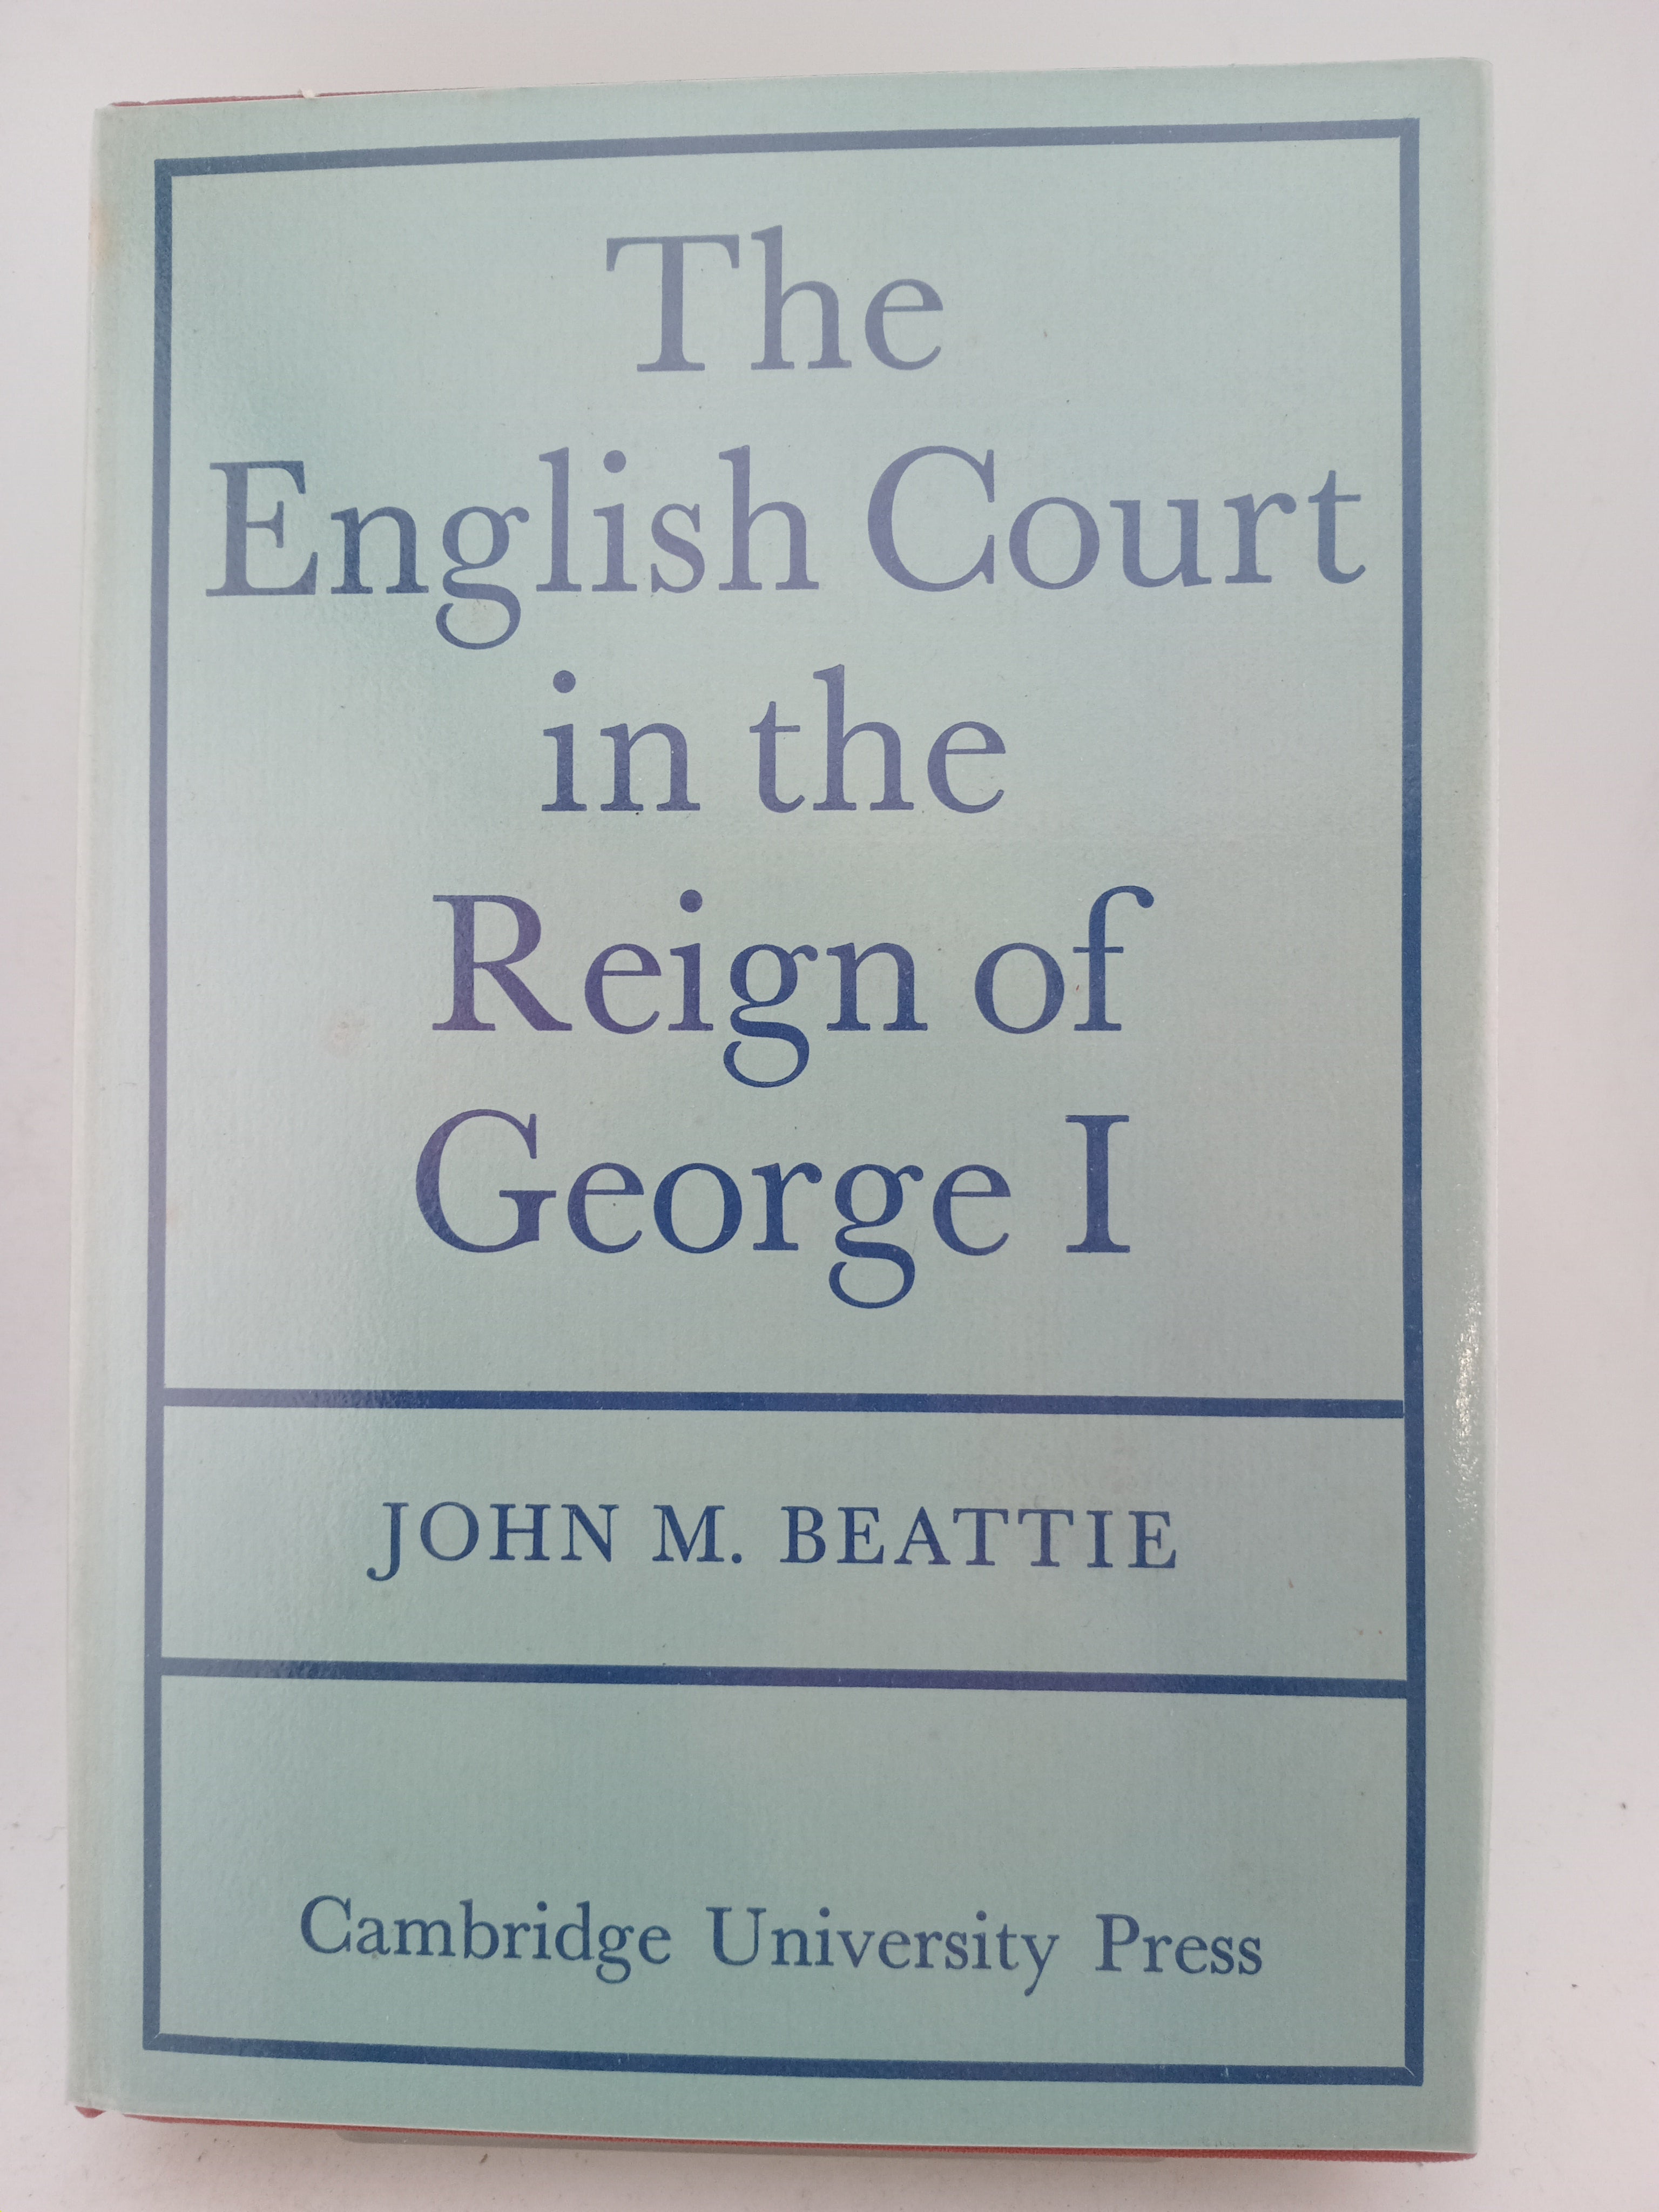 The
English Court
in the
Reign of
George I
JOHN M. BEATTIE
Cambridge University Press